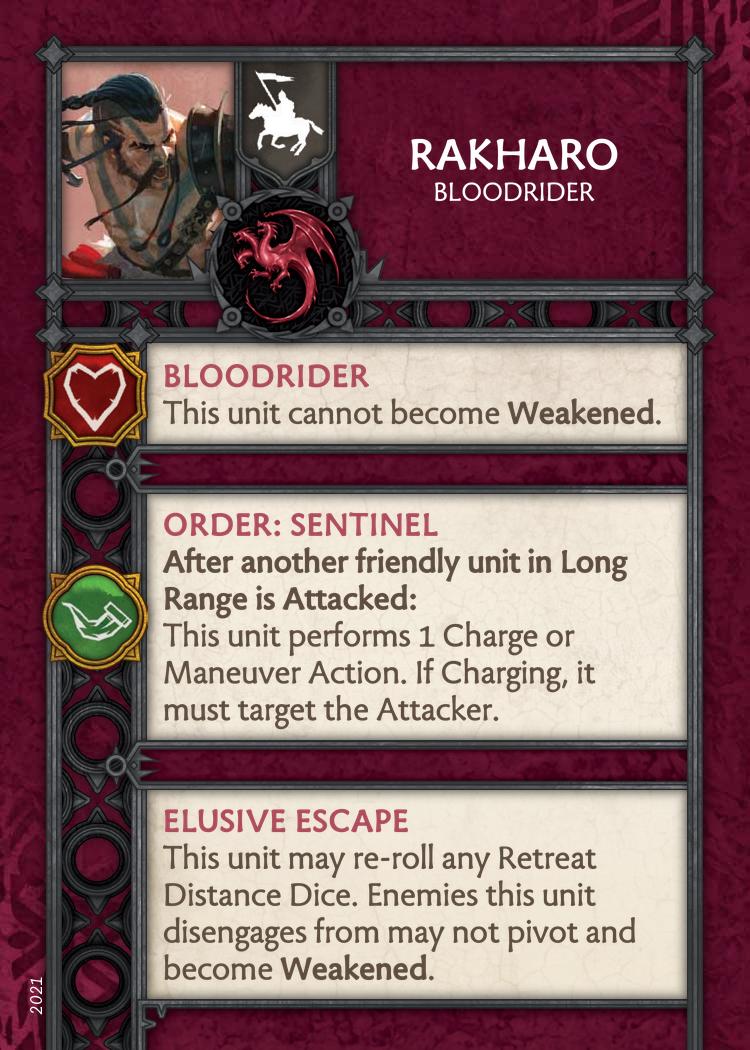 RAKHARO
BLOODRIDER
BLOODRIDER
This unit cannot become Weakened.
ORDER: SENTINEL
After another friendly unit in Long
Range is Attacked:
This unit performs 1 Charge or
Maneuver Action. If Charging, it
must target the Attacker.
ELUSIVE ESCAPE
This unit may re-roll any Retreat
Distance Dice. Enemies this unit
disengages from may not pivot and
become Weakened.
2021